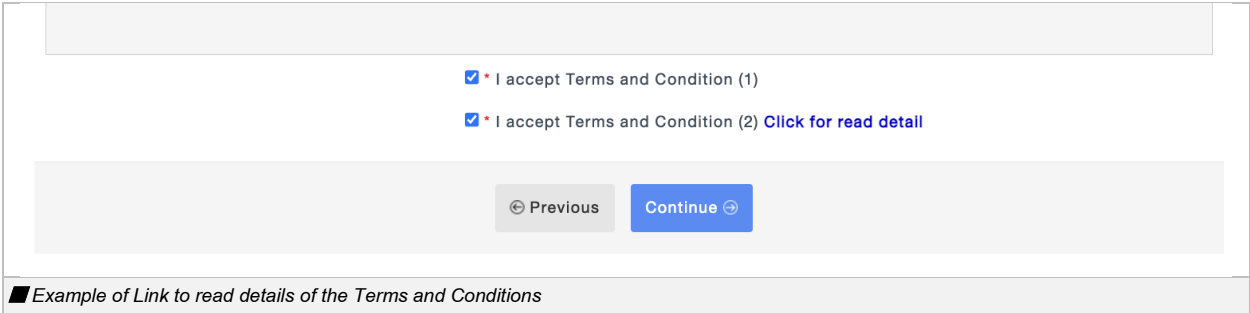 * I accept Terms and Condition (1)
* I accept Terms and Condition (2) Click for read detail
Previous Continue
Example of Link to read details of the Terms and Conditions